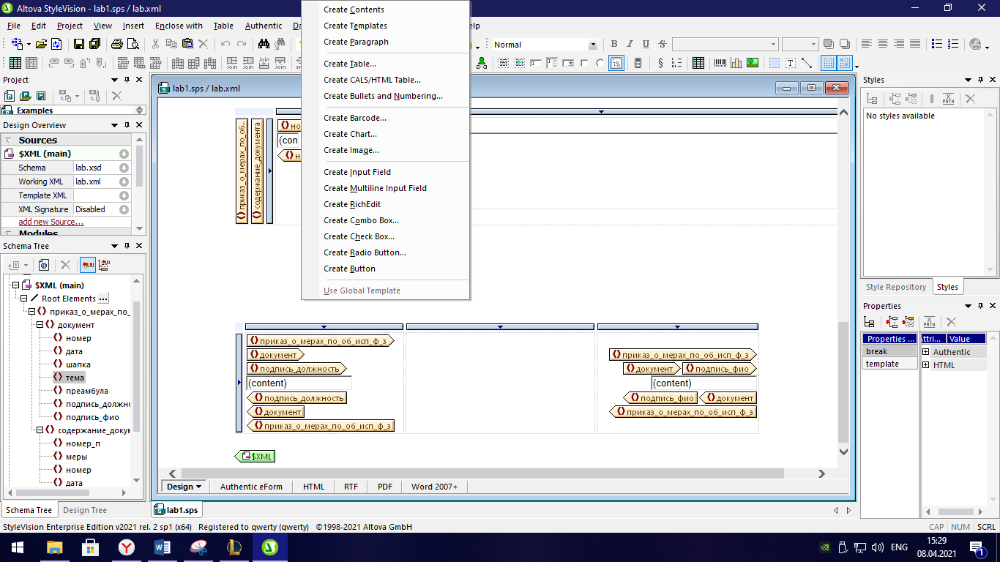 Altova StyleVision - lab1.sps / lab.xml
File Edit Project View Insert Enclose with Table Authentic
Normal
Create Contents
Create Templates
Create Paragraph
Create Table...
Create CALS/HTML Table...
Create Bullets and Numbering...
Create Barcode...
Create Chart...
Create Image...
Create Input Field
Create Multiline Input Field
Create RichEdit
Create Combo Box...
Create Check Box...
Create Radio Button...
Create Button
Use Global Template
Project
Examples
Design Overview
Sources
$XML (main)
Schema lab.xsd
Working XML lab.xml
Template XML
XML Signature Disabled
add new Source...
Modules
Schema Tree
$XML (main)
Root Elements ...
приказ_о_мерах_по_
документ
номер
дата
шапка
тема
преамбула
подпись_должно
подпись_фио
содержание_докум
номер_п
меры
номер
дата
Schema Tree Design Tree
lab1.sps / lab.xml
приказ_о_мерах_по_об...
содержание_документа
но
(con
н
приказ_о_мерах_по_об_исп_ф_з
документ
подпись_должность
(content)
подпись_должность
документ
приказ_о_мерах_по_об_исп_ф_з
приказ_о_мерах_по_об_исп_ф_з
документ подпись_фио
(content)
подпись_фио документ
приказ_о_мерах_по_об_исп_ф_з
$XML
Design Authentic eForm HTML RTF PDF Word 2007+
lab1.sps
Styles
No styles available
Style Repository Styles
Properties
Properties ... Attri... Value
break Authentic
template HTML
StyleVision Enterprise Edition v2021 rel. 2 sp1 (x64) Registered to qwerty (qwerty) ©1998-2021 Altova GmbH
CAP NUM SCRL
ENG
15:29
08.04.2021
1